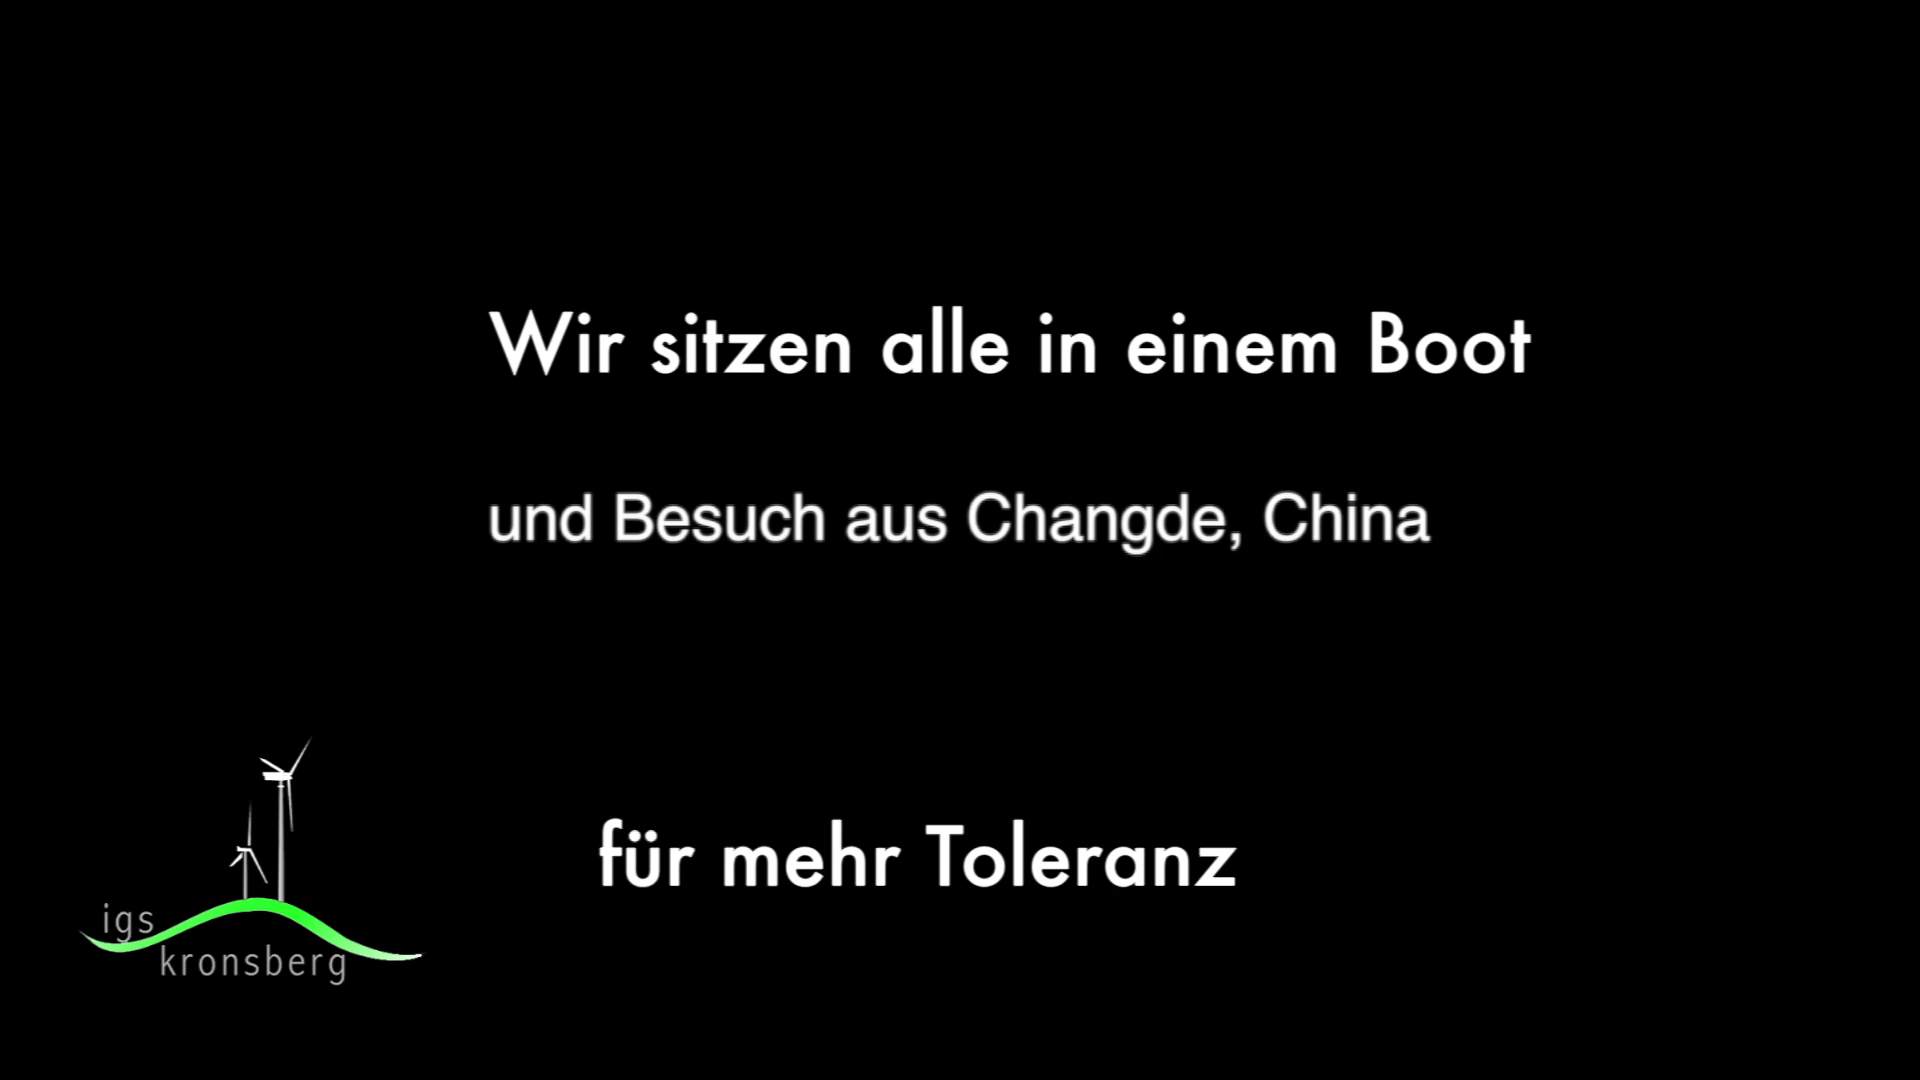 Wir sitzen alle in einem Boot
und Besuch aus Changde, China
für mehr Toleranz
igs
kronsberg